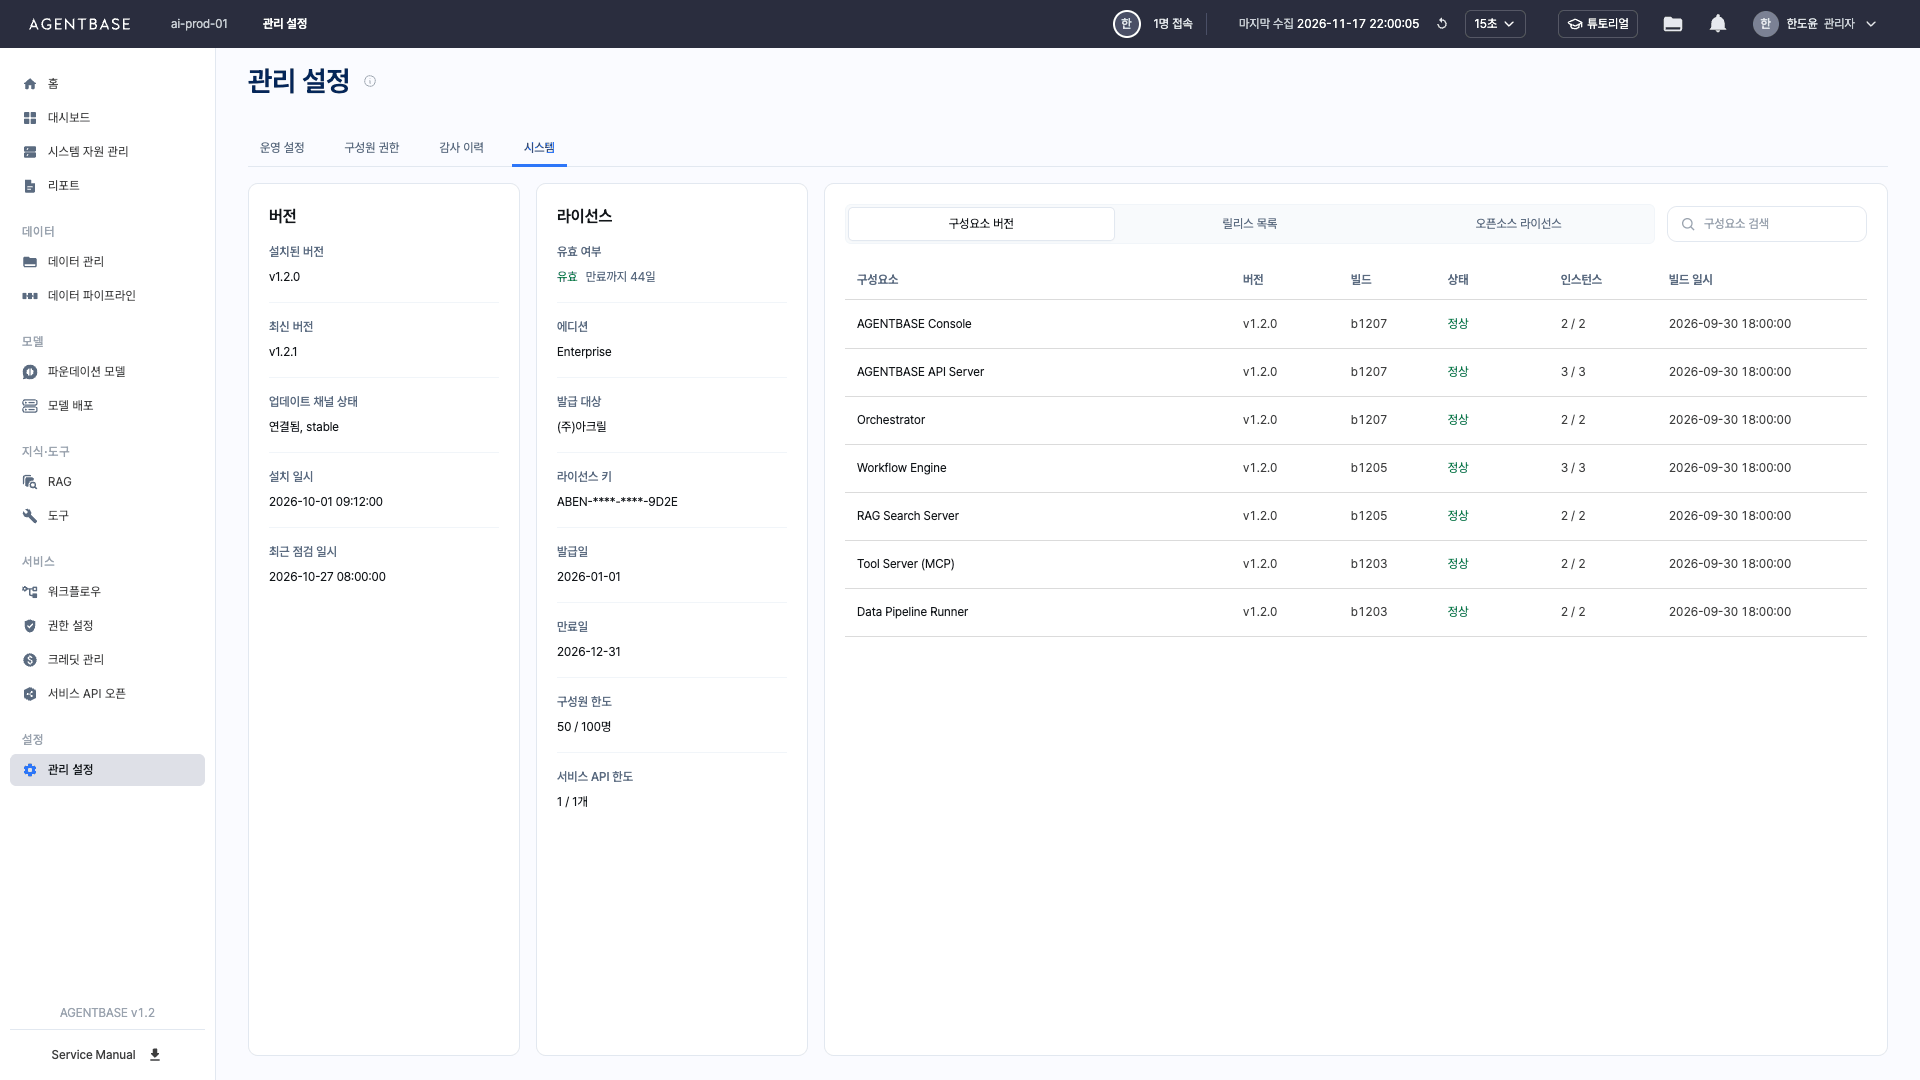 AGENTBASE ai-prod-01 관리 설정 한 1명 접속 마지막 수집 2026-11-17 22:00:05 15초 튜토리얼 한 한도윤 관리자
홈
대시보드
시스템 자원 관리
리포트
데이터
데이터 관리
데이터 파이프라인
모델
파운데이션 모델
모델 배포
지식·도구
RAG
도구
서비스
워크플로우
권한 설정
크레딧 관리
서비스 API 오픈
설정
관리 설정
AGENTBASE v1.2
Service Manual
관리 설정
운영 설정 구성원 권한 감사 이력 시스템
버전
설치된 버전
v1.2.0
최신 버전
v1.2.1
업데이트 채널 상태
연결됨, stable
설치 일시
2026-10-01 09:12:00
최근 점검 일시
2026-10-27 08:00:00
라이선스
유효 여부
유효 만료까지 44일
에디션
Enterprise
발급 대상
(주)아크릴
라이선스 키
ABEN-****-****-9D2E
발급일
2026-01-01
만료일
2026-12-31
구성원 한도
50 / 100명
서비스 API 한도
1 / 1개
구성요소 버전 릴리스 목록 오픈소스 라이선스 구성요소 검색
구성요소 버전 빌드 상태 인스턴스 빌드 일시
AGENTBASE Console v1.2.0 b1207 정상 2 / 2 2026-09-30 18:00:00
AGENTBASE API Server v1.2.0 b1207 정상 3 / 3 2026-09-30 18:00:00
Orchestrator v1.2.0 b1207 정상 2 / 2 2026-09-30 18:00:00
Workflow Engine v1.2.0 b1205 정상 3 / 3 2026-09-30 18:00:00
RAG Search Server v1.2.0 b1205 정상 2 / 2 2026-09-30 18:00:00
Tool Server (MCP) v1.2.0 b1203 정상 2 / 2 2026-09-30 18:00:00
Data Pipeline Runner v1.2.0 b1203 정상 2 / 2 2026-09-30 18:00:00